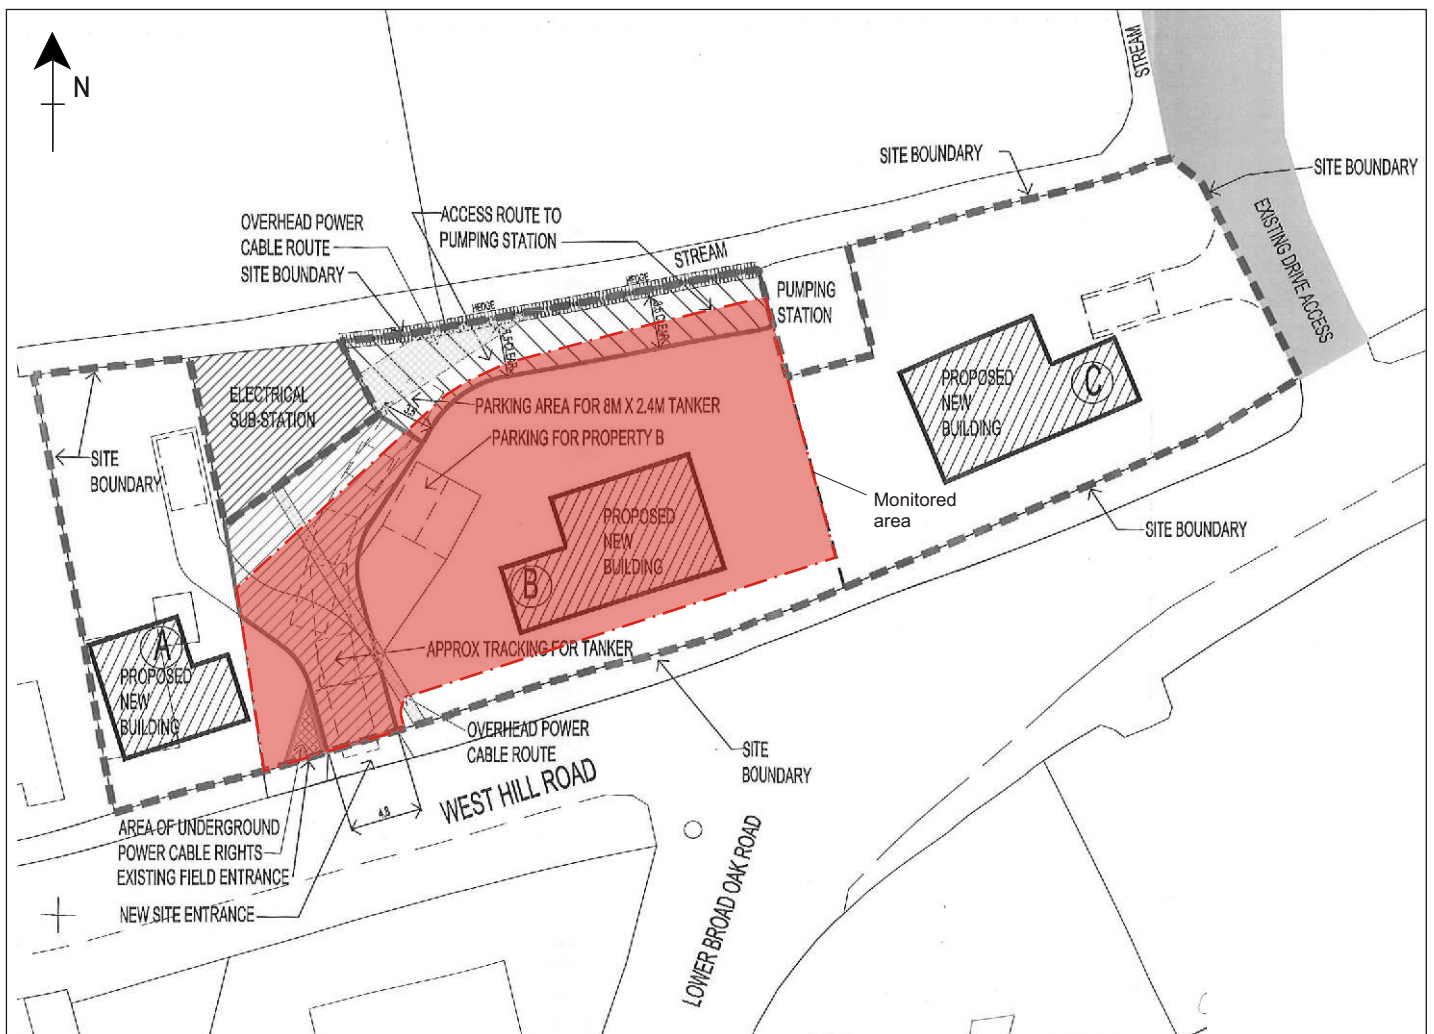 N
STREAM
SITE BOUNDARY
SITE BOUNDARY
EXISTING DRIVE ACCESS
OVERHEAD POWER
CABLE ROUTE
SITE BOUNDARY
ACCESS ROUTE TO
PUMPING STATION
STREAM
HEDGE
HEDGE
PUMPING
STATION
ELECTRICAL
SUB-STATION
PARKING AREA FOR 8M X 2.4M TANKER
PARKING FOR PROPERTY B
PROPOSED
NEW
BUILDING
C
SITE
BOUNDARY
Monitored
area
SITE BOUNDARY
PROPOSED
NEW
BUILDING
B
A
PROPOSED
NEW
BUILDING
APPROX TRACKING FOR TANKER
OVERHEAD POWER
CABLE ROUTE
SITE
BOUNDARY
WEST HILL ROAD
4.8
AREA OF UNDERGROUND
POWER CABLE RIGHTS
EXISTING FIELD ENTRANCE
NEW SITE ENTRANCE
LOWER BROAD OAK ROAD